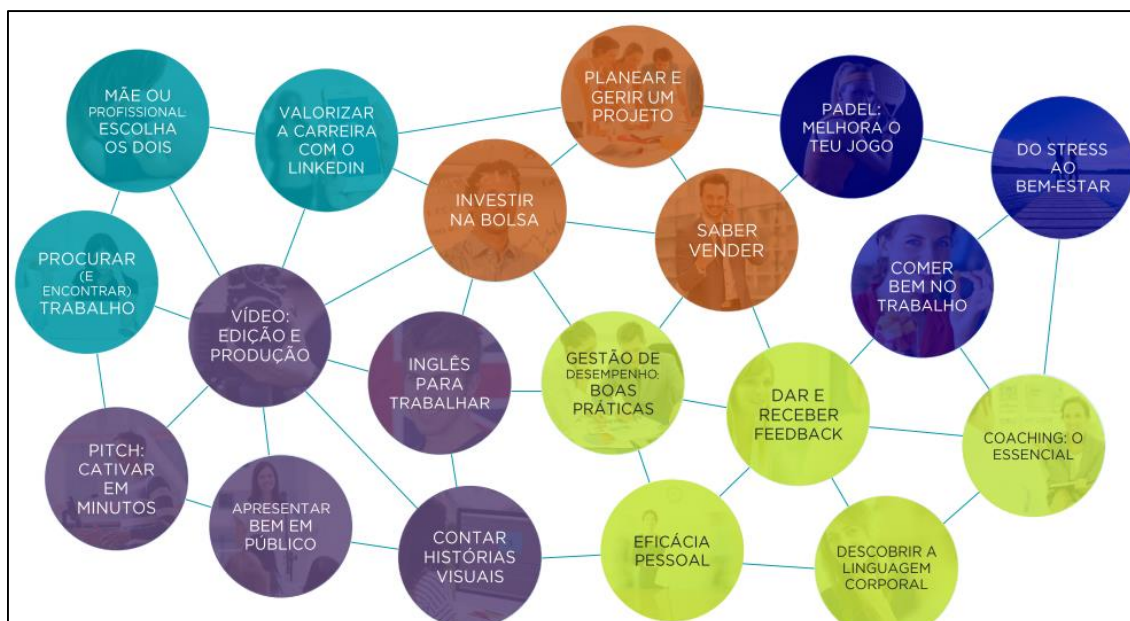 MÃE OU
PROFISSIONAL:
ESCOLHA
OS DOIS
VALORIZAR
A CARREIRA
COM O
LINKEDIN
PLANEAR E
GERIR UM
PROJETO
PADEL:
MELHORA O
TEU JOGO
DO STRESS
AO
BEM-ESTAR
INVESTIR
NA BOLSA
SABER
VENDER
PROCURAR
(E
ENCONTRAR)
TRABALHO
COMER
BEM NO
TRABALHO
VÍDEO:
EDIÇÃO E
PRODUÇÃO
INGLÊS
PARA
TRABALHAR
GESTÃO DE
DESEMPENHO:
BOAS
PRÁTICAS
DAR E
RECEBER
FEEDBACK
COACHING: O
ESSENCIAL
PITCH:
CATIVAR
EM
MINUTOS
APRESENTAR
BEM EM
PÚBLICO
CONTAR
HISTÓRIAS
VISUAIS
EFICÁCIA
PESSOAL
DESCOBRIR A
LINGUAGEM
CORPORAL